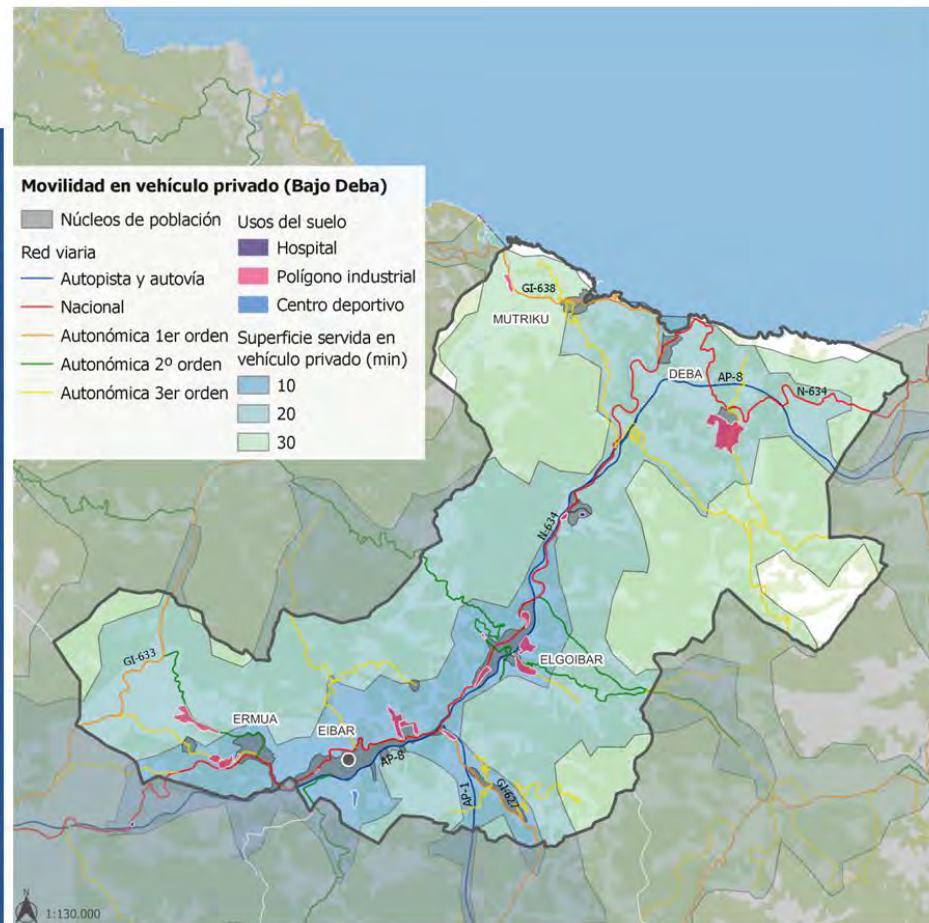 Movilidad en vehículo privado (Bajo Deba)
Núcleos de población
Red viaria
Autopista y autovía
Nacional
Autonómica 1er orden
Autonómica 2º orden
Autonómica 3er orden
Usos del suelo
Hospital
Polígono industrial
Centro deportivo
Superficie servida en
vehículo privado (min)
10
20
30
GI-638
MUTRIKU
DEBA
AP-8
N-634
N-634
ELGOIBAR
GI-633
ERMUA
EIBAR
AP-8
AP-1
GI-627
N
1:130.000